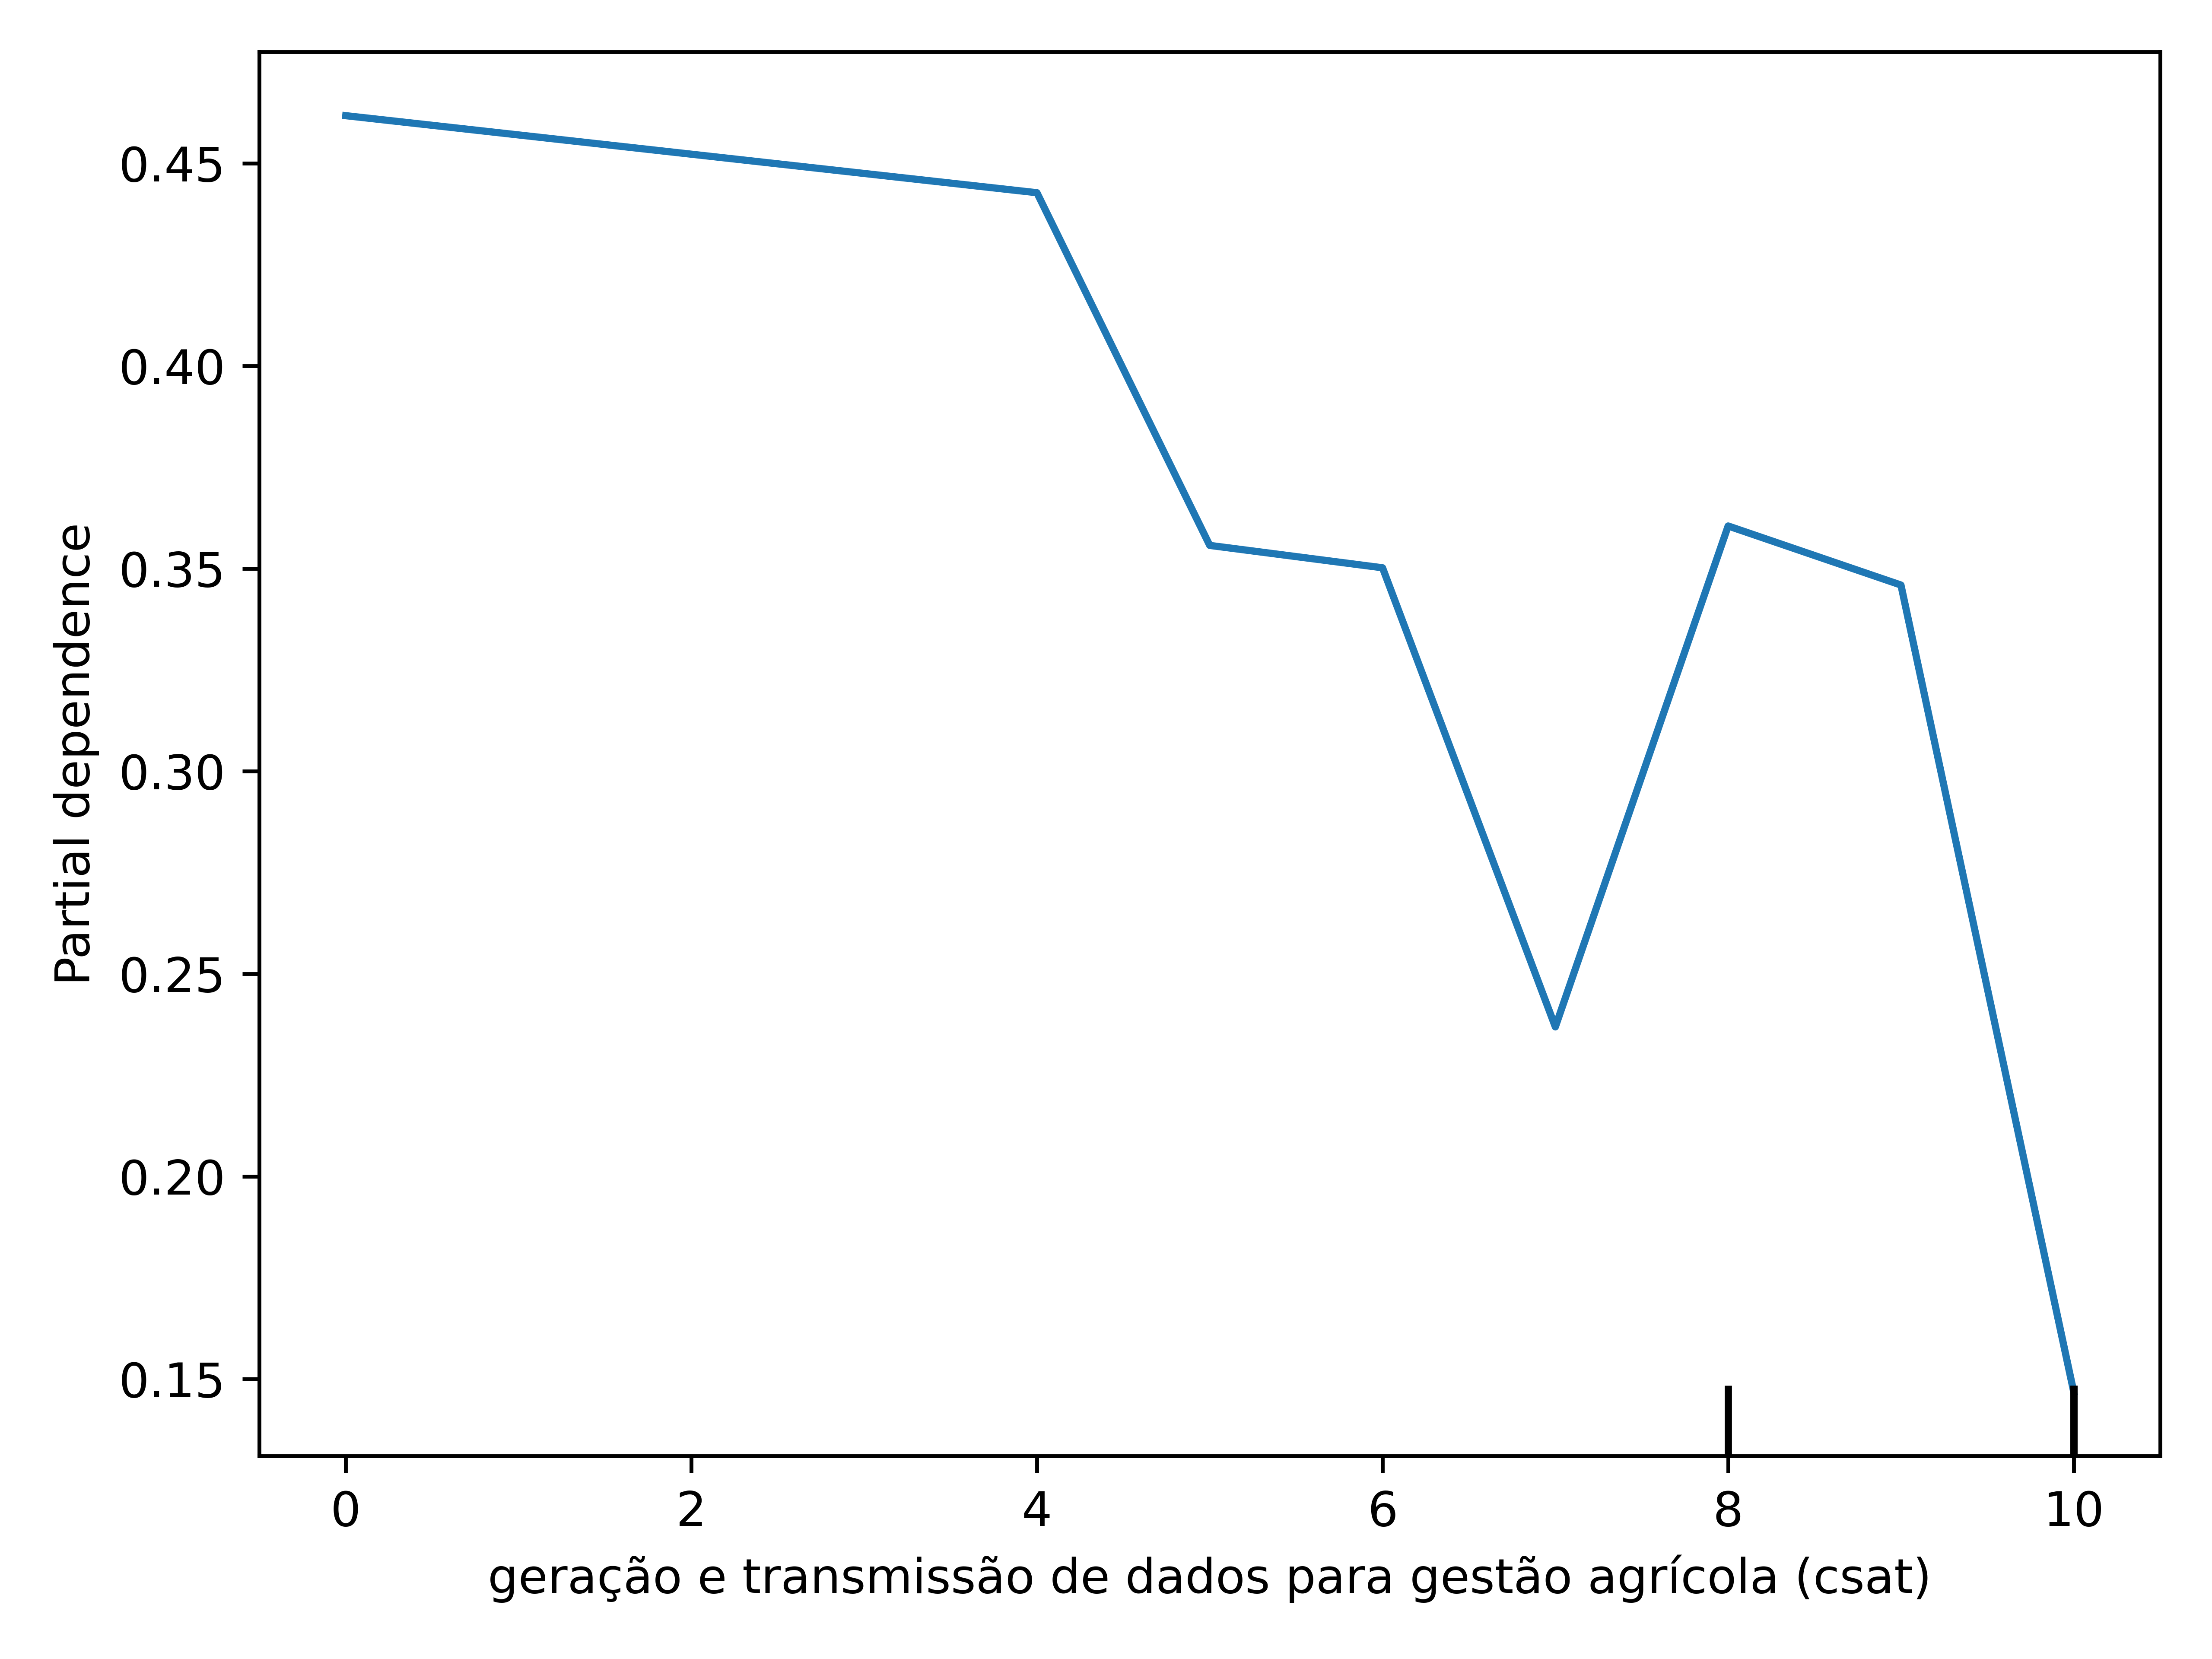 0.45
0.40
0.35
0.30
0.25
0.20
0.15
Partial dependence
0 2 4 6 8 10
geração e transmissão de dados para gestão agrícola (csat)